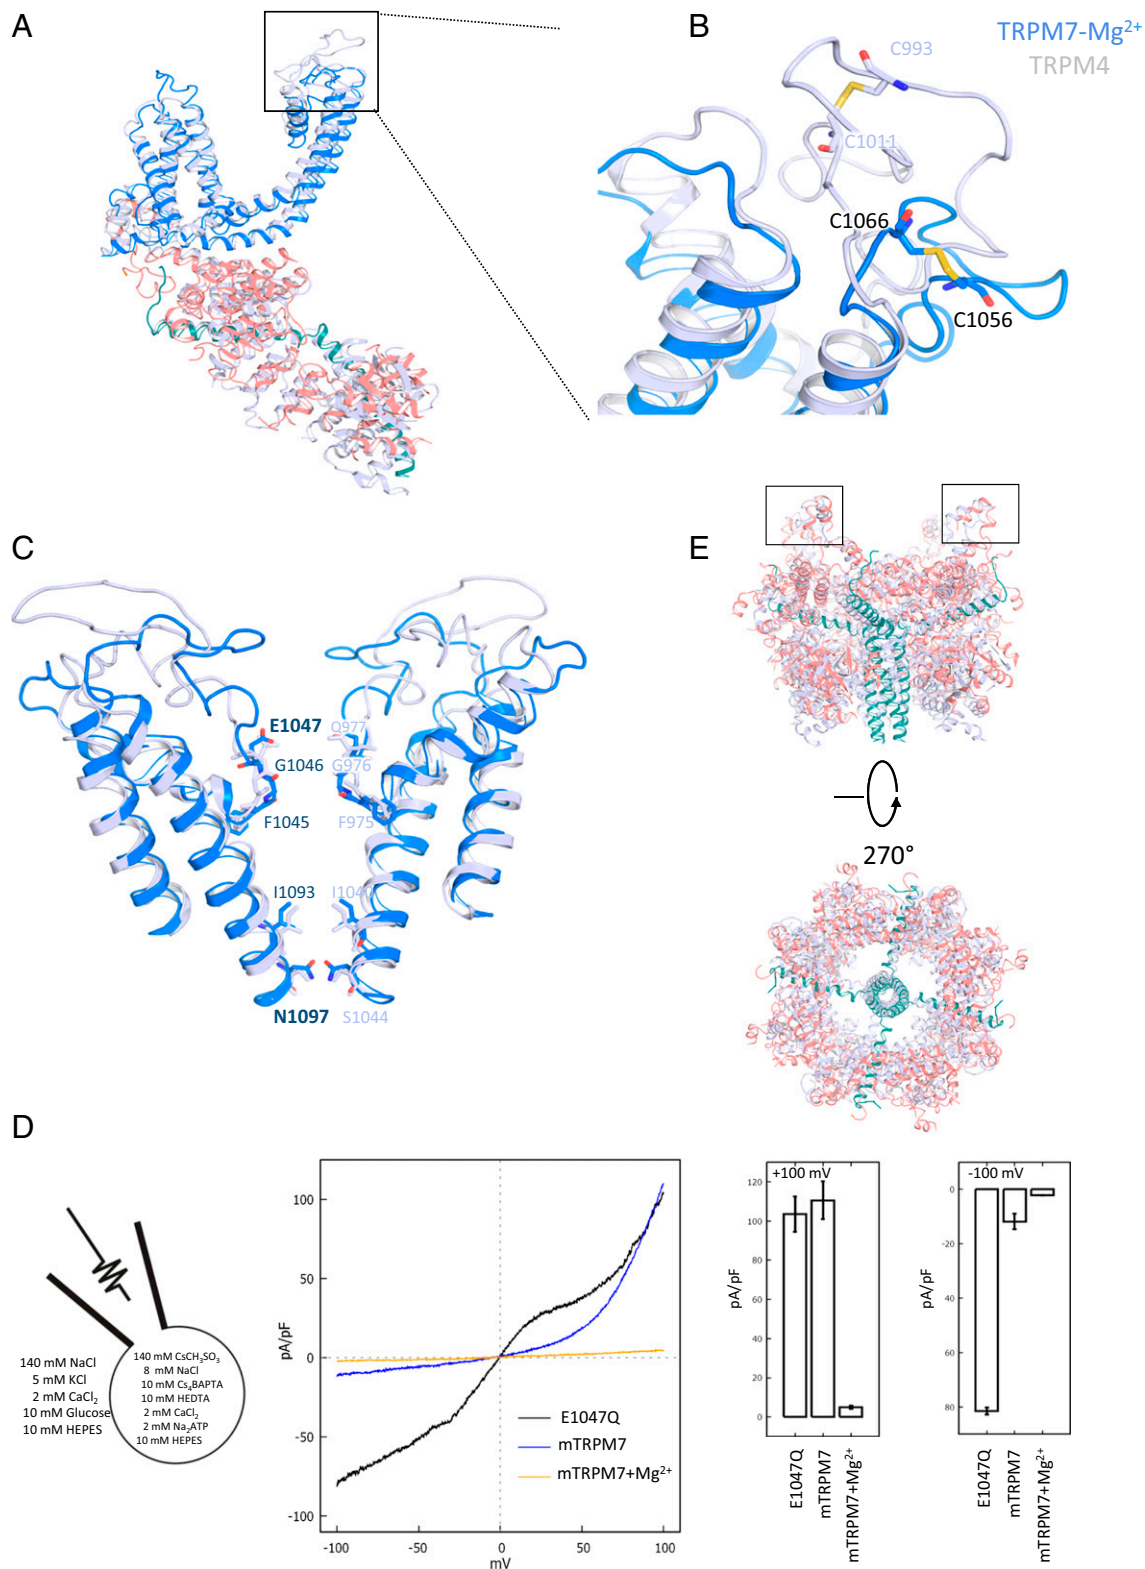 A
B
TRPM7-Mg²⁺
TRPM4
C993
C1011
C1066
C1056
C
E1047 Q977
G1046 G976
F1045 F975
I1093 I1040
N1097 S1044
E
270°
D
140 mM NaCl
5 mM KCl
2 mM CaCl₂
10 mM Glucose
10 mM HEPES
140 mM CsCH₃SO₃
8 mM NaCl
10 mM Cs₄BAPTA
10 mM HEDTA
2 mM CaCl₂
2 mM Na₂ATP
10 mM HEPES
pA/pF
100
50
0
-50
-100
-100 -50 0 50 100
mV
E1047Q
mTRPM7
mTRPM7+Mg²⁺
+100 mV
pA/pF
120
100
80
60
40
20
0
E1047Q
mTRPM7
mTRPM7+Mg²⁺
-100 mV
pA/pF
0
-20
-40
60
80
E1047Q
mTRPM7
mTRPM7+Mg²⁺